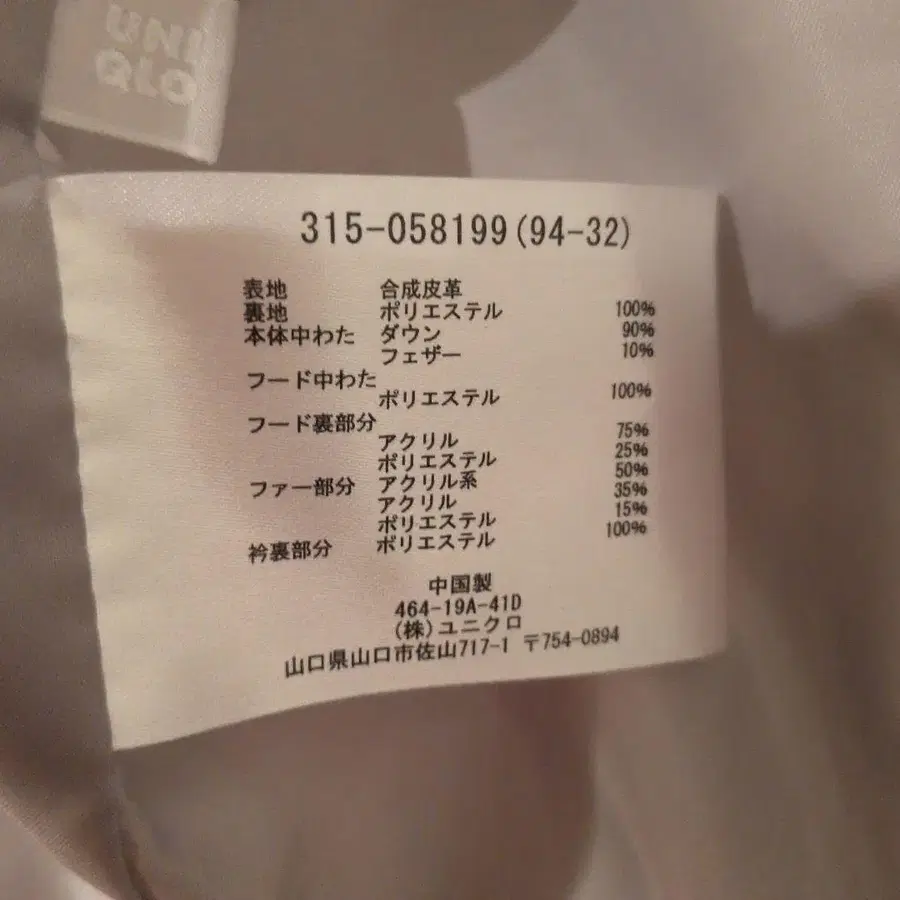 UNI
QLO
315-058199(94-32)
表地 合成皮革
裏地 ポリエステル 100%
本体中わた ダウン 90%
フェザー 10%
フード中わた
ポリエステル 100%
フード裏部分
アクリル 75%
ポリエステル 25%
ファー部分 アクリル系 50%
アクリル 35%
ポリエステル 15%
衿裏部分 ポリエステル 100%
中国製
464-19A-41D
(株)ユニクロ
山口県山口市佐山717-1 〒754-0894